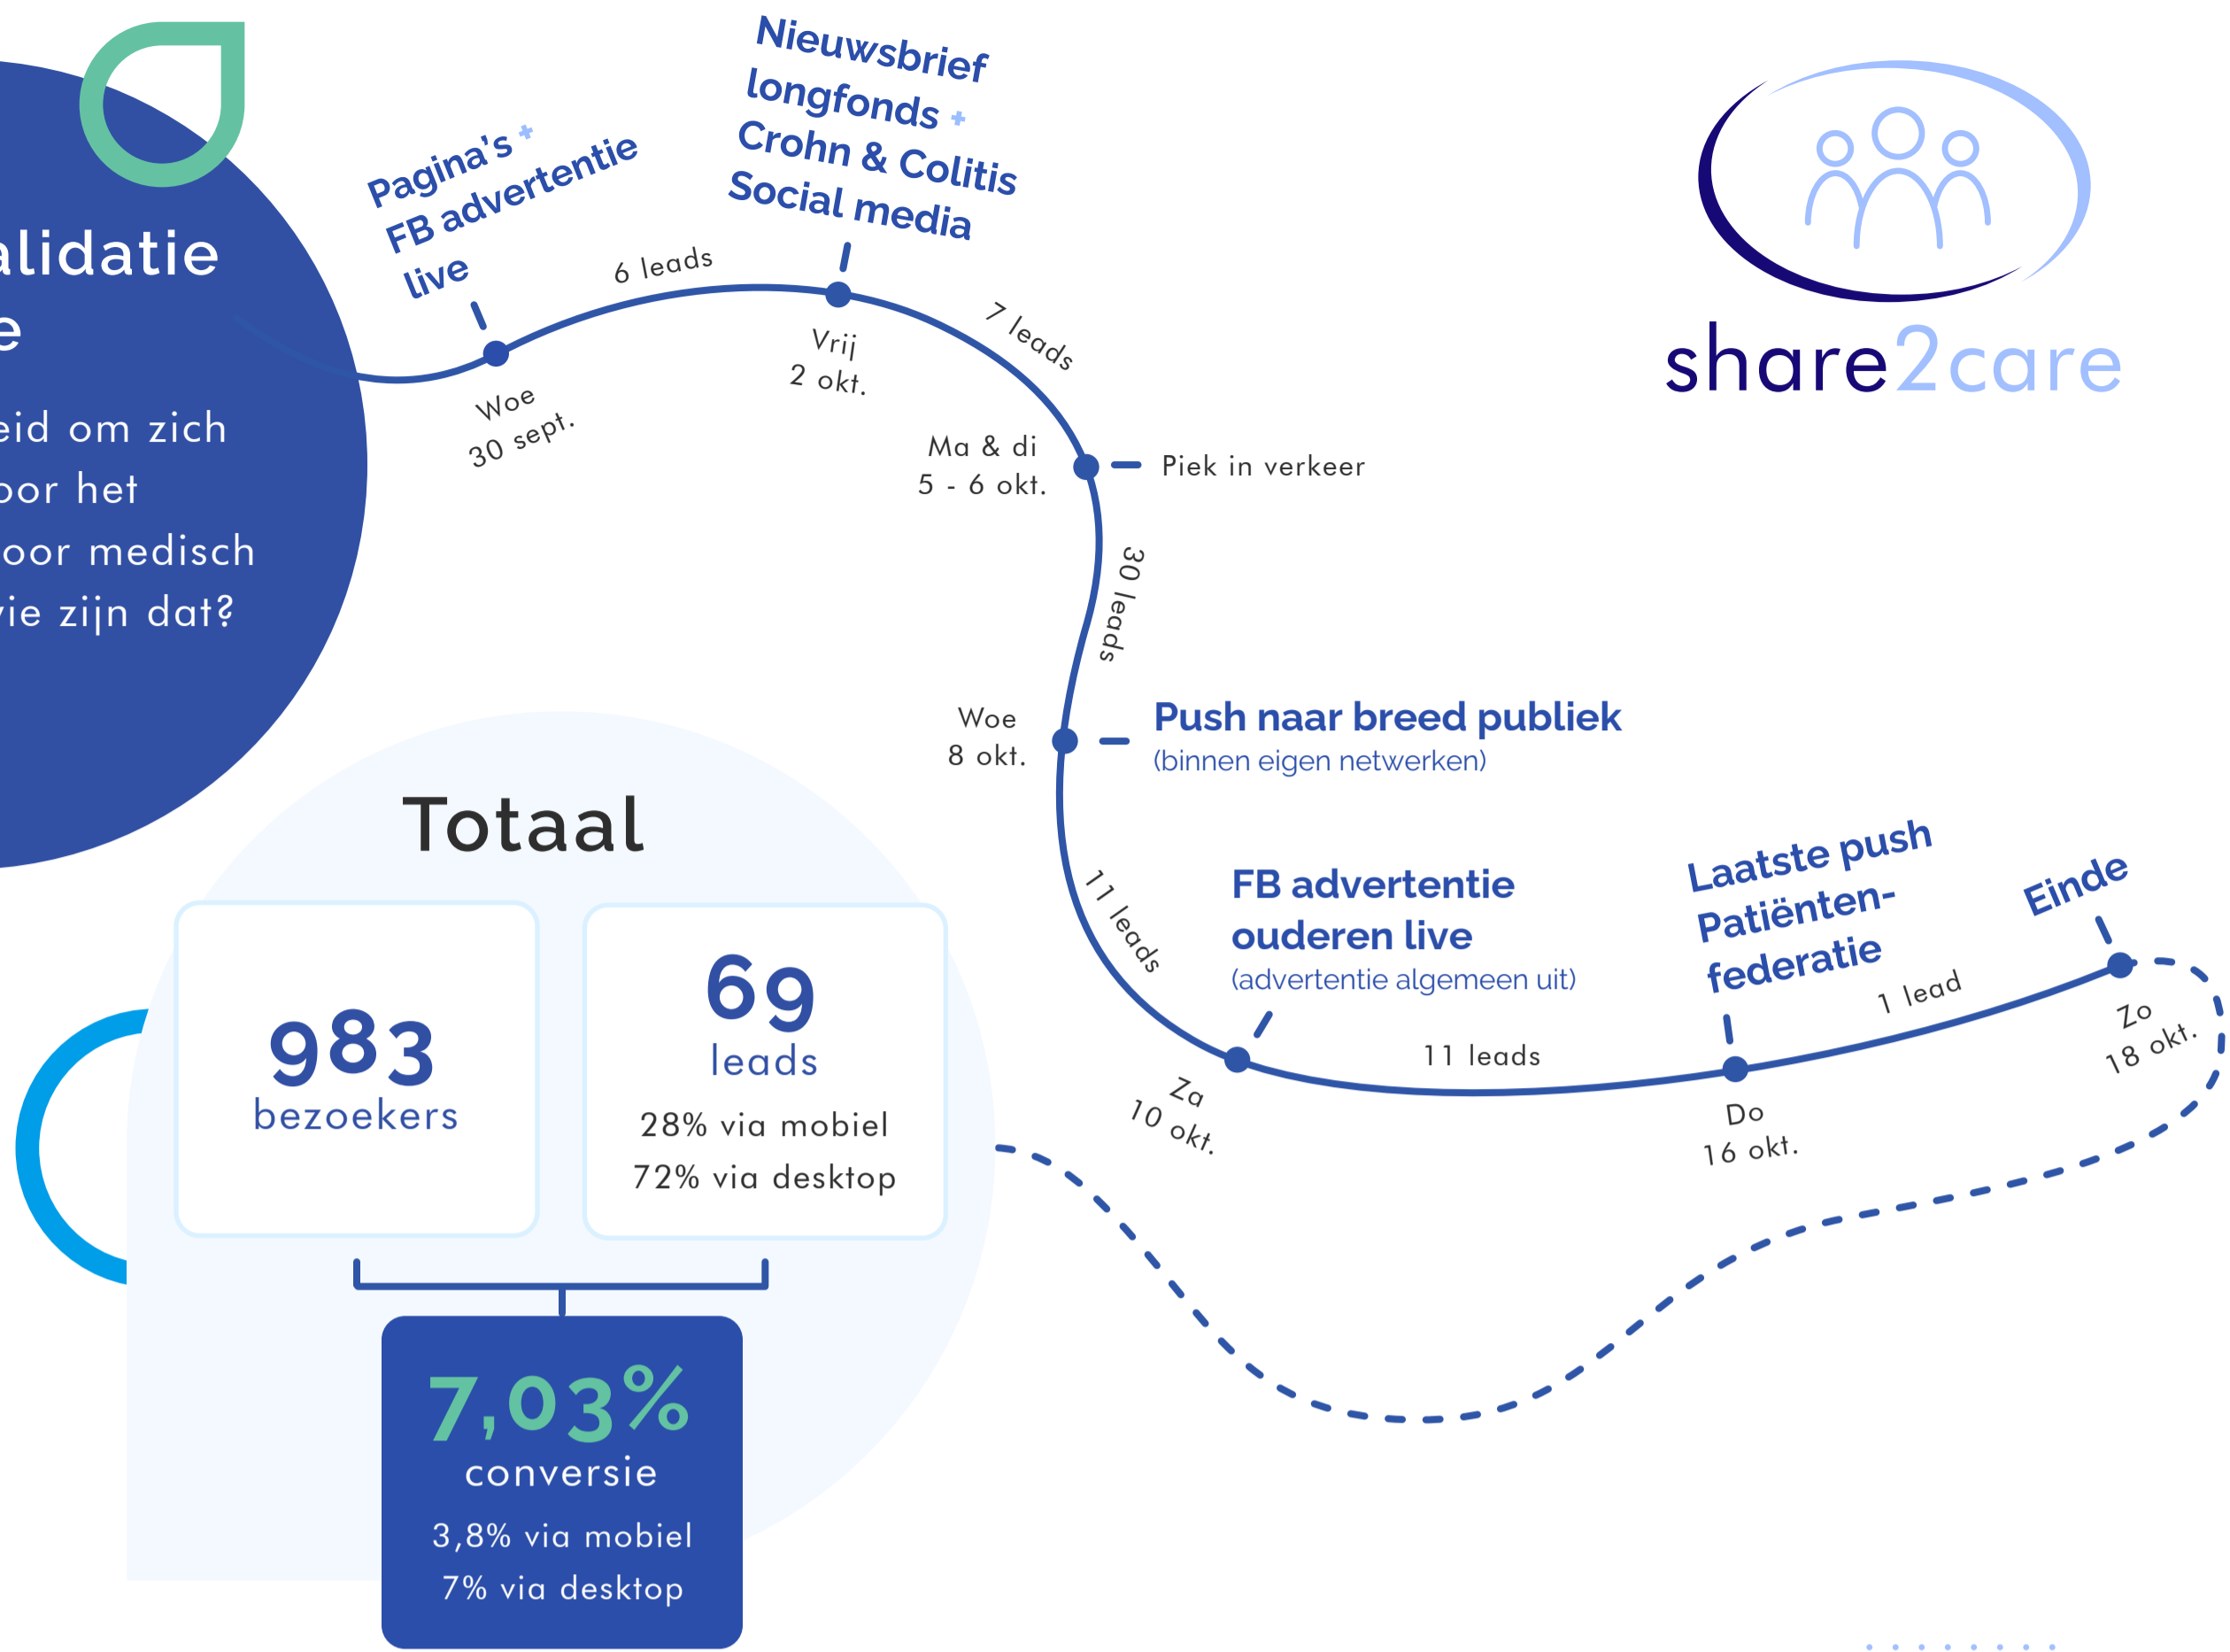 alidatie
e
eid om zich
oor het
oor medisch
wie zijn dat?
Pagina's +
FB advertentie
live
Woe
30 sept.
6 leads
Nieuwsbrief
longfonds +
Crohn & Colitis
Social media
Vrij
2 okt.
7 leads
Ma & di
5 - 6 okt.
Piek in verkeer
30 leads
Woe
8 okt.
Push naar breed publiek
(binnen eigen netwerken)
11 leads
FB advertentie
ouderen live
(advertentie algemeen uit)
Za
10 okt.
11 leads
Laatste push
Patiënten-
federatie
Do
16 okt.
1 lead
Einde
Zo
18 okt.
share2care
Totaal
983
bezoekers
69
leads
28% via mobiel
72% via desktop
7,03%
conversie
3,8% via mobiel
7% via desktop